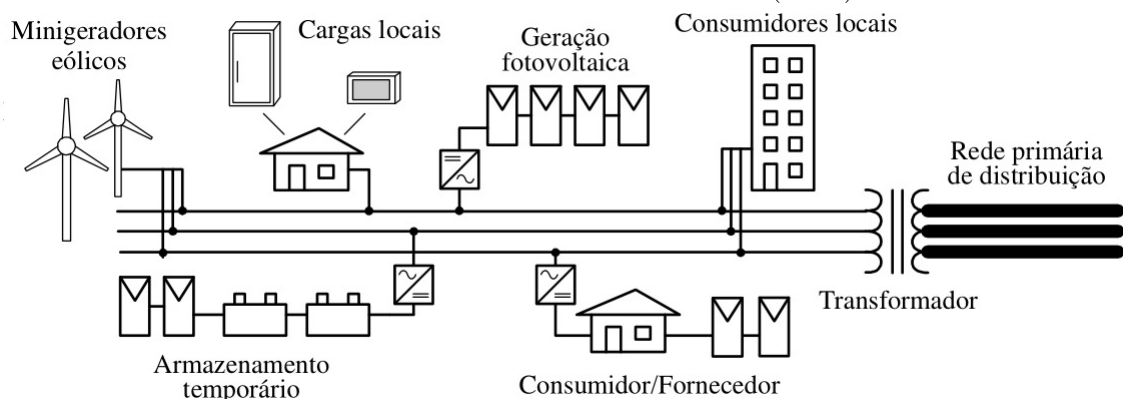 Minigeradores
eólicos
Cargas locais
Geração
fotovoltaica
Consumidores locais
Rede primária
de distribuição
Transformador
Armazenamento
temporário
Consumidor/Fornecedor